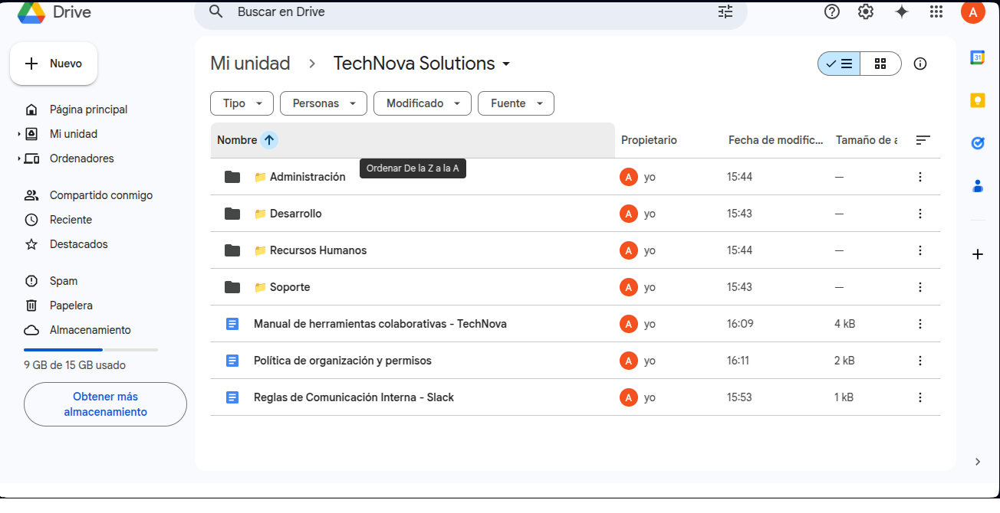 Drive
Buscar en Drive
A
Nuevo
Página principal
Mi unidad
Ordenadores
Compartido conmigo
Reciente
Destacados
Spam
Papelera
Almacenamiento
9 GB de 15 GB usado
Obtener más
almacenamiento
Mi unidad > TechNova Solutions
Tipo Personas Modificado Fuente
Nombre Propietario Fecha de modific... Tamaño de a
Ordenar De la Z a la A
Administración A yo 15:44 —
Desarrollo A yo 15:43 —
Recursos Humanos A yo 15:44 —
Soporte A yo 15:43 —
Manual de herramientas colaborativas - TechNova A yo 16:09 4 kB
Política de organización y permisos A yo 16:11 2 kB
Reglas de Comunicación Interna - Slack A yo 15:53 1 kB
31